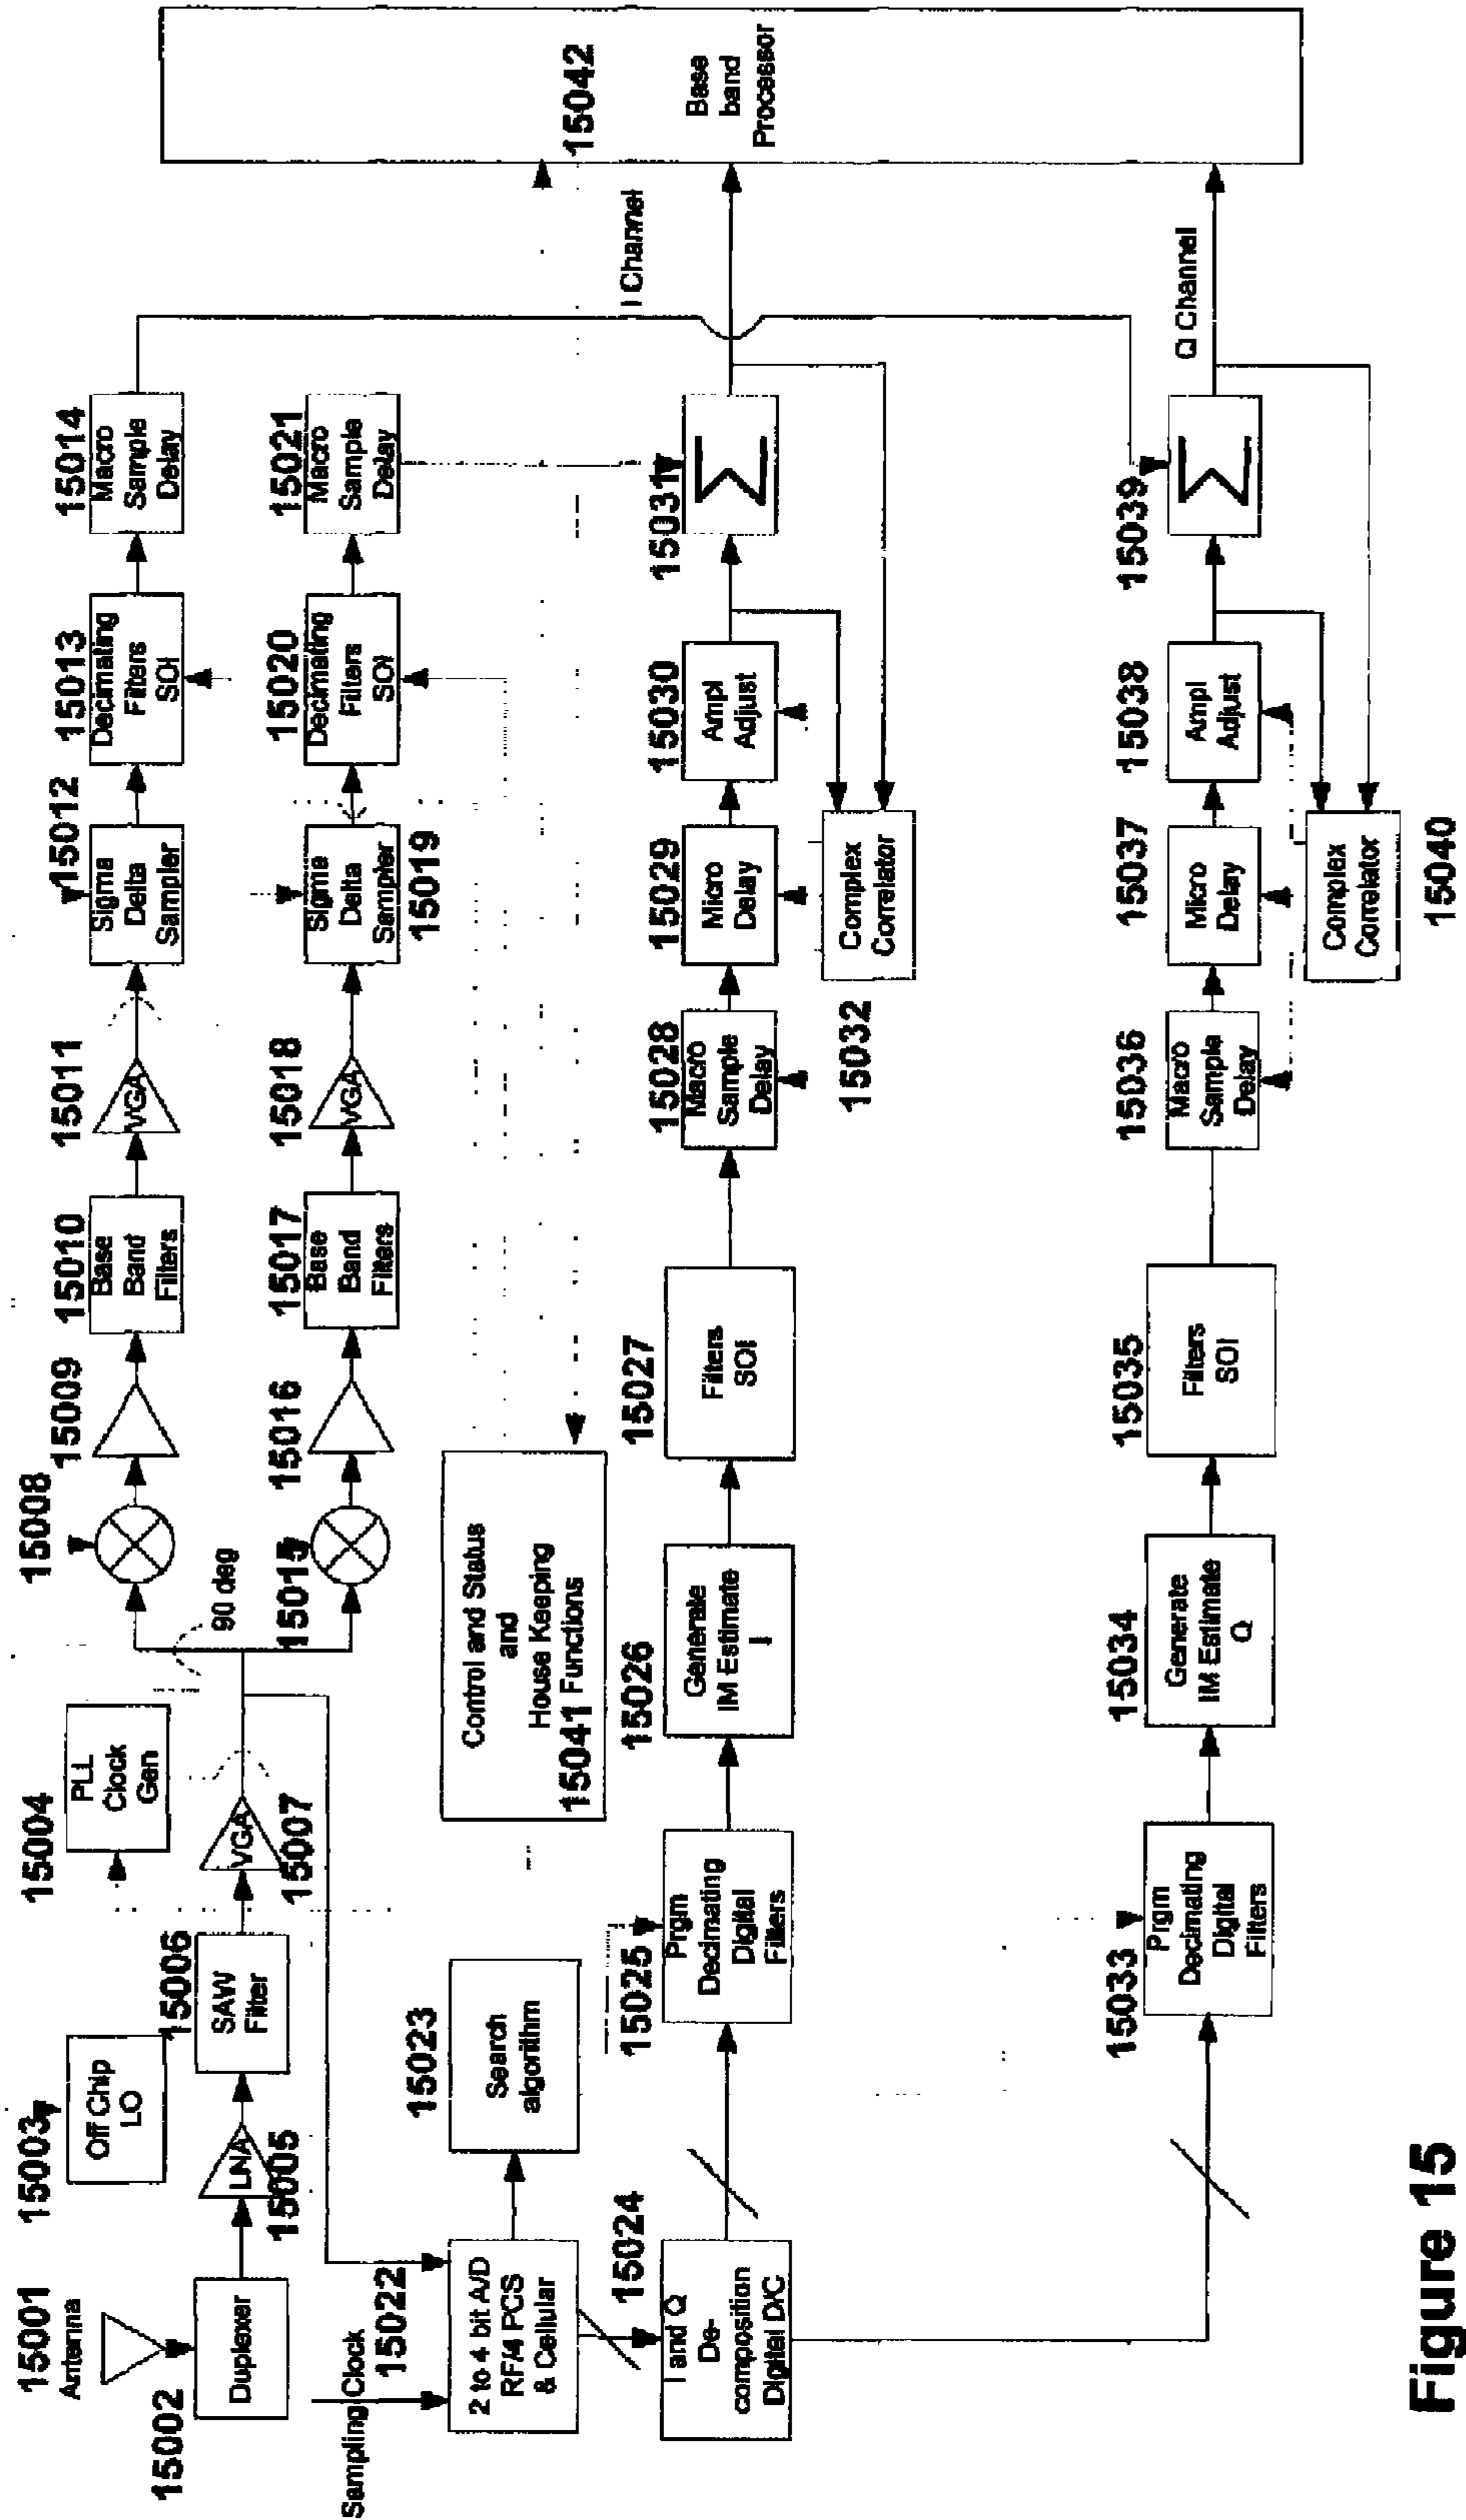 15001
Antenna
15002
Duplexer
15003
Off Chip
LO
LNA
15005
15006
SAW
Filter
15004
PLL
Clock
Gen
VGA
15007
90 deg
15008
15009
15010
Base
Band
Filters
15011
VGA
15012
Sigma
Delta
Sampler
15013
Decimating
Filters
SOI
15014
Macro
Sample
Delay
15015
15016
15017
Base
Band
Filters
15018
VGA
Sigma
Delta
Sampler
15019
15020
Decimating
Filters
SOI
15021
Macro
Sample
Delay
Control and Status
and
House Keeping
15041 Functions
Sampling Clock
15022
2 to 4 bit A/D
RF/4 PCS
& Cellular
15023
Search
algorithm
15024
I and Q
De-
composition
Digital D/C
15025
Prgm
Decimating
Digital
Filters
15026
Generate
IM Estimate
I
15027
Filters
SOI
15028
Macro
Sample
Delay
15029
Micro
Delay
15030
Ampl
Adjust
15031
Σ
I Channel
Complex
Correlator
15032
15033
Prgm
Decimating
Digital
Filters
15034
Generate
IM Estimate
Q
15035
Filters
SOI
15036
Macro
Sample
Delay
15037
Micro
Delay
15038
Ampl
Adjust
15039
Σ
Q Channel
Complex
Correlator
15040
15042
Base
band
Processor
Figure 15